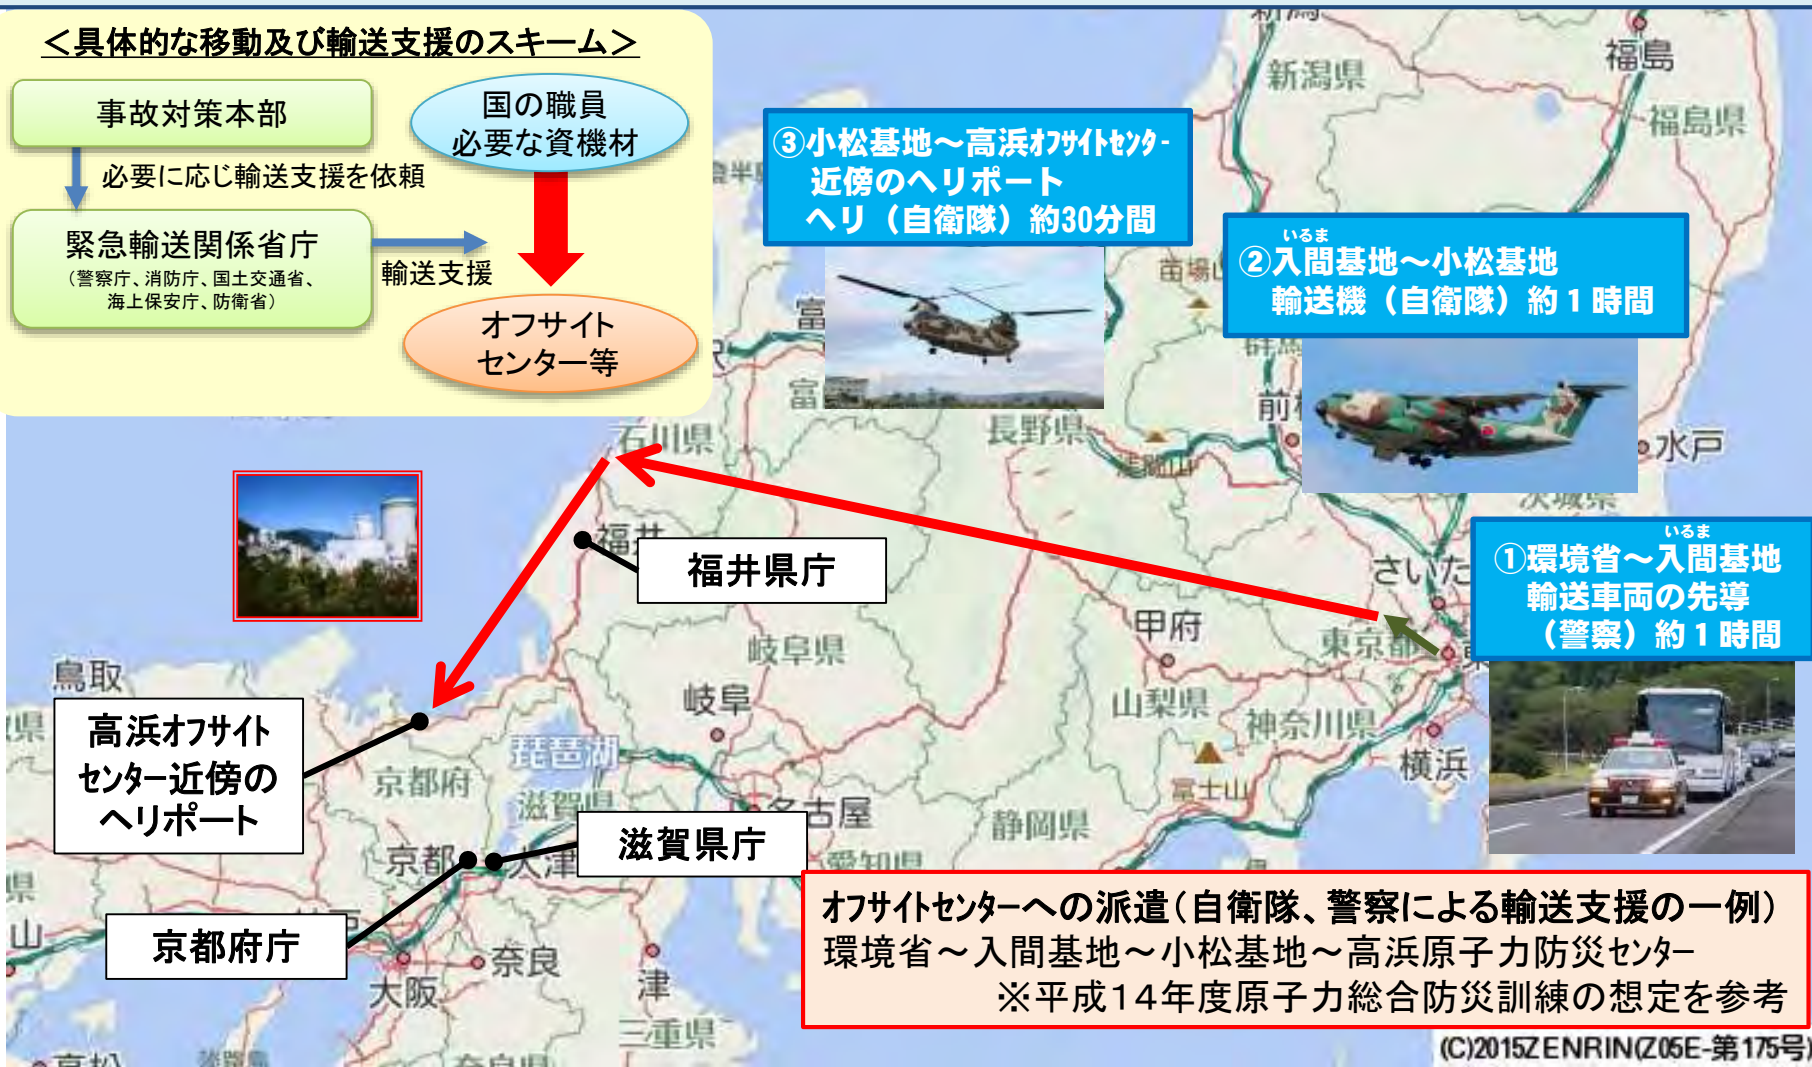 ＜具体的な移動及び輸送支援のスキーム＞
事故対策本部
必要に応じ輸送支援を依頼
緊急輸送関係省庁
（警察庁、消防庁、国土交通省、
海上保安庁、防衛省）
輸送支援
国の職員
必要な資機材
オフサイト
センター等
③小松基地～高浜ｵﾌｻｲﾄｾﾝﾀ-
近傍のヘリポート
ヘリ（自衛隊）約30分間
いるま
②入間基地～小松基地
輸送機（自衛隊）約１時間
いるま
①環境省～入間基地
輸送車両の先導
（警察）約１時間
福島
新潟県
福島県
苗場山
石川県
長野県
水戸
茨城県
福井
福井県庁
甲府
東京都
岐阜県
鳥取
岐阜
山梨県
神奈川県
横浜
高浜ｵﾌｻｲﾄ
ｾﾝﾀｰ近傍の
ヘリポート
琵琶湖
京都府
滋賀県
富士山
名古屋
静岡県
滋賀県庁
京都
大津
愛知県
京都府庁
奈良
大阪
津
三重県
奈良県
高松
ｵﾌｻｲﾄｾﾝﾀｰへの派遣（自衛隊、警察による輸送支援の一例）
環境省～入間基地～小松基地～高浜原子力防災ｾﾝﾀｰ
※平成１４年度原子力総合防災訓練の想定を参考
(C)2015ZENRIN(Z05E-第175号)